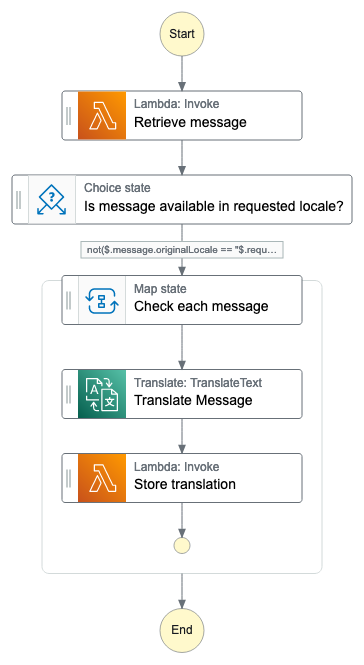 Start
Lambda: Invoke
Retrieve message
Choice state
Is message available in requested locale?
not($.message.originalLocale == "$.requ...
Map state
Check each message
Translate: TranslateText
Translate Message
Lambda: Invoke
Store translation
End